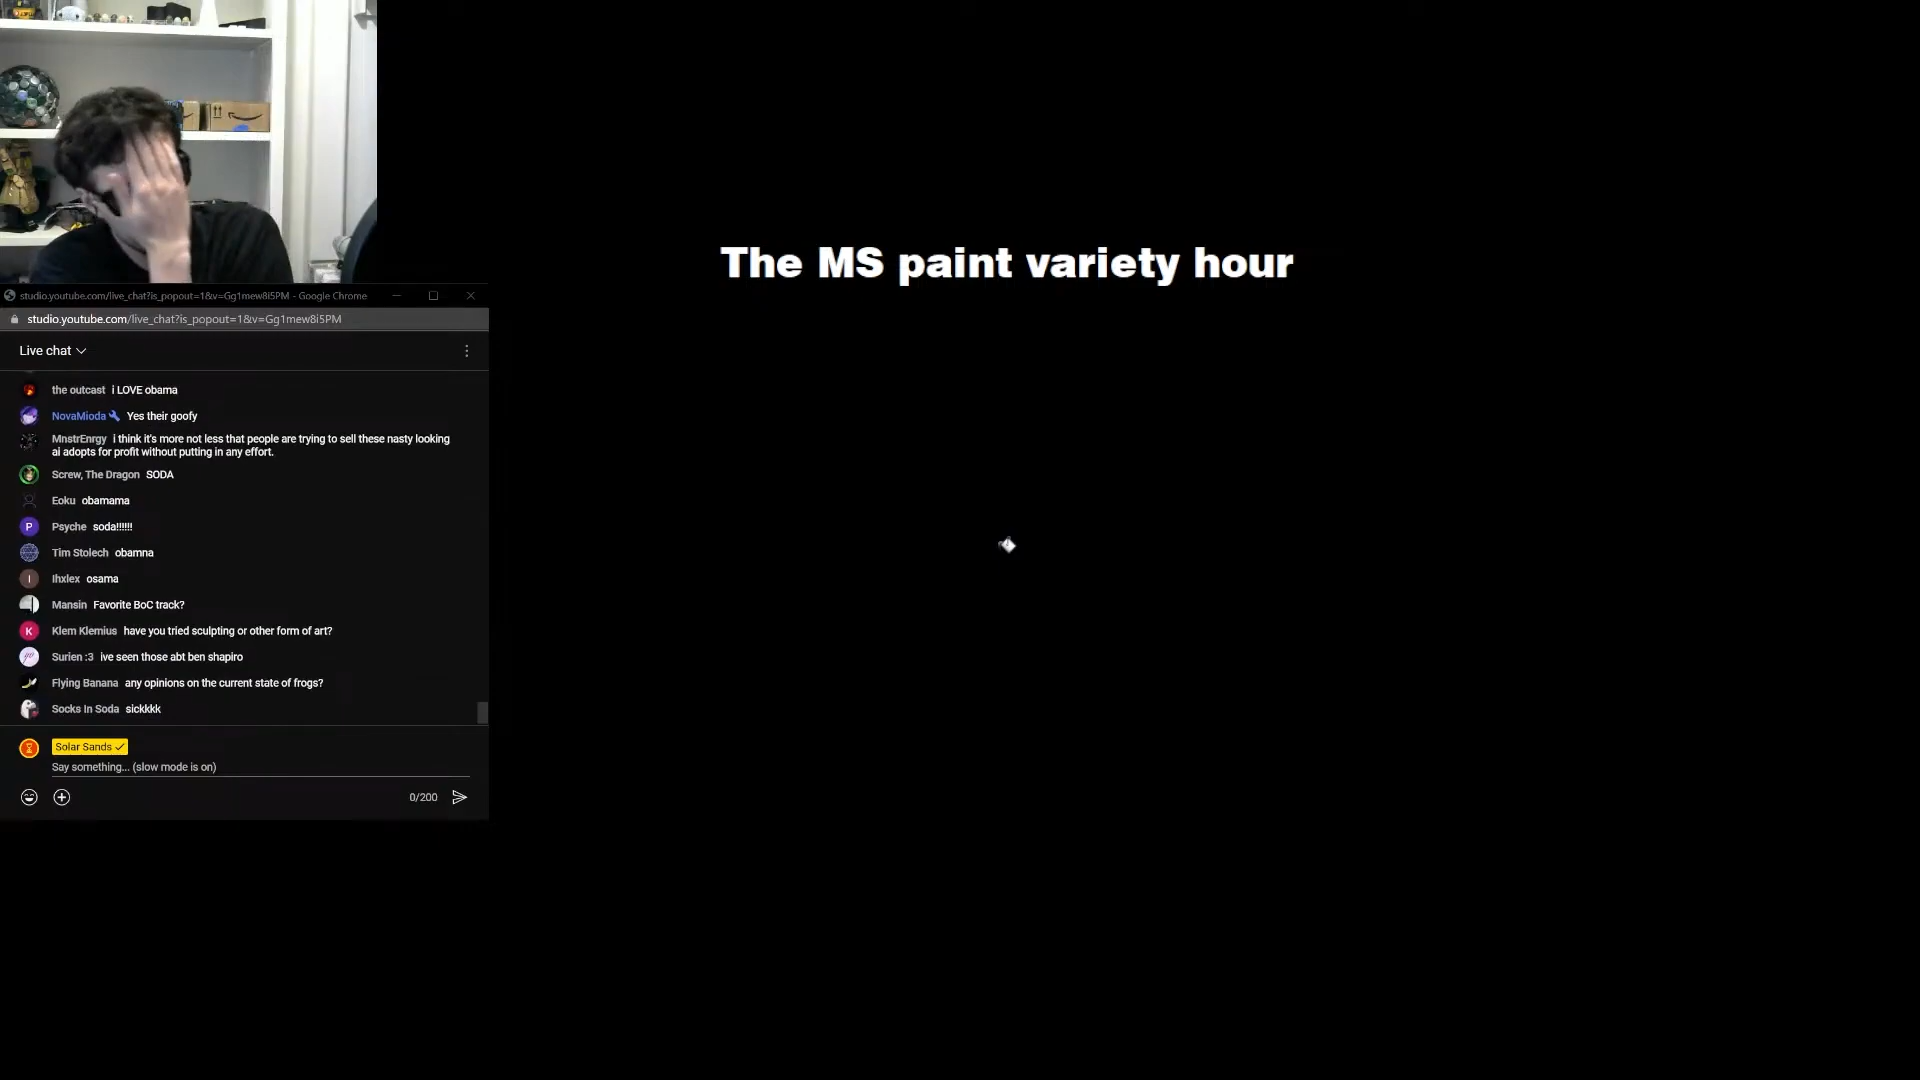 The MS paint variety hour
studio.youtube.com/live_chat?is_popout=1&v=Gg1mew8i5PM - Google Chrome
studio.youtube.com/live_chat?is_popout=1&v=Gg1mew8i5PM
Live chat
the outcast i LOVE obama
NovaMioda Yes their goofy
MnstrEnrgy i think it's more not less that people are trying to sell these nasty looking
ai adopts for profit without putting in any effort.
Screw, The Dragon SODA
Eoku obamama
P Psyche soda!!!!!!
Tim Stolech obamna
I Ihxlex osama
Mansin Favorite BoC track?
K Klem Klemius have you tried sculpting or other form of art?
Surien :3 ive seen those abt ben shapiro
Flying Banana any opinions on the current state of frogs?
Socks In Soda sickkkk
Solar Sands
Say something... (slow mode is on)
0/200